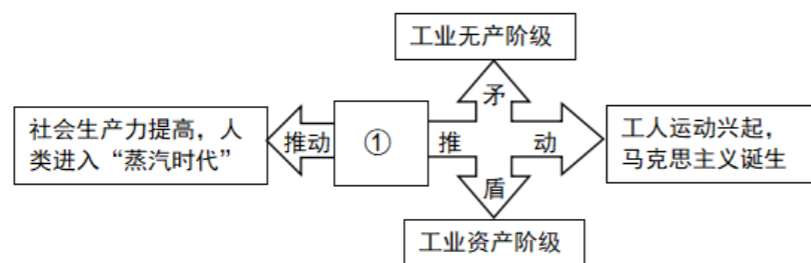 工业无产阶级
矛
社会生产力提高，人
类进入“蒸汽时代”
推动
①
推
动
工人运动兴起，
马克思主义诞生
盾
工业资产阶级